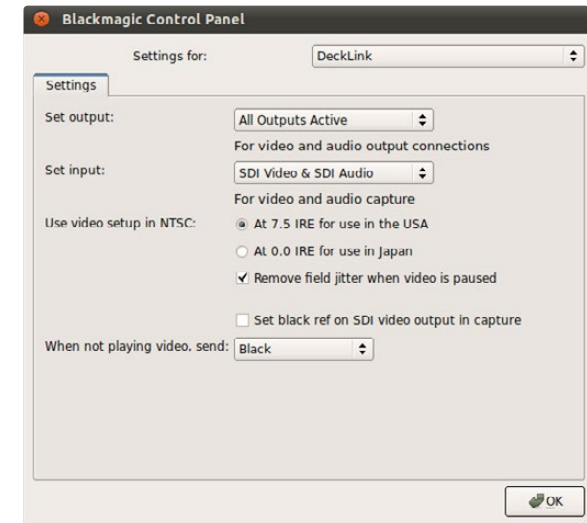 Blackmagic Control Panel
Settings for: DeckLink
Settings
Set output: All Outputs Active
For video and audio output connections
Set input: SDI Video & SDI Audio
For video and audio capture
Use video setup in NTSC: At 7.5 IRE for use in the USA
At 0.0 IRE for use in Japan
Remove field jitter when video is paused
Set black ref on SDI video output in capture
When not playing video, send: Black
OK